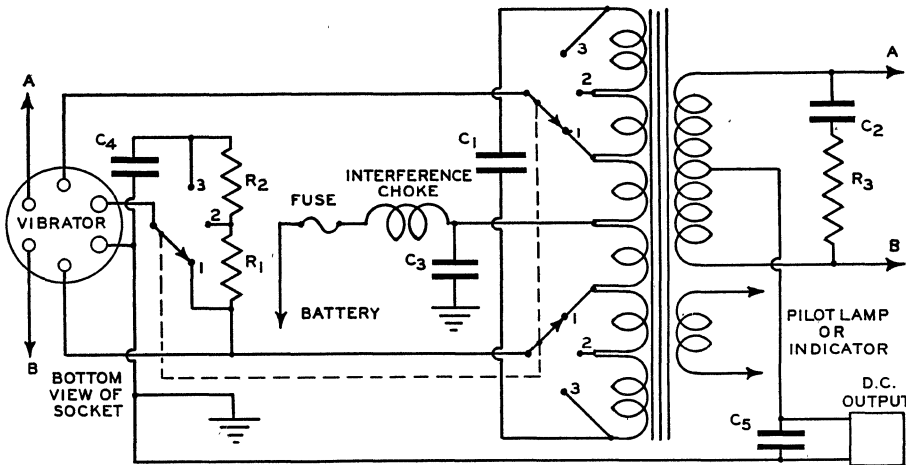 A
C4
3
R2
2
R1
1
VIBRATOR
B
BOTTOM
VIEW OF
SOCKET
INTERFERENCE
CHOKE
FUSE
C3
BATTERY
C1
3
2
1
1
2
3
A
C2
R3
B
PILOT LAMP
OR
INDICATOR
D.C.
OUTPUT
C5